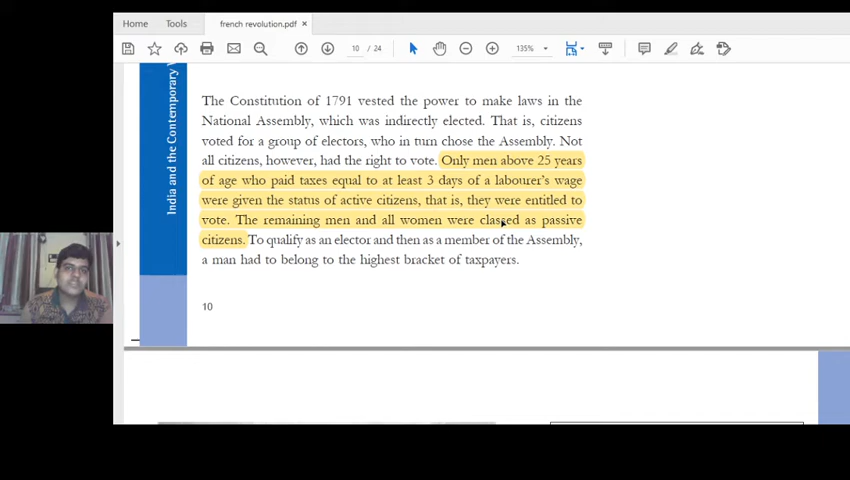 Home Tools french revolution.pdf ×
10 / 24 135%
India and the Contemporary
The Constitution of 1791 vested the power to make laws in the
National Assembly, which was indirectly elected. That is, citizens
voted for a group of electors, who in turn chose the Assembly. Not
all citizens, however, had the right to vote. Only men above 25 years
of age who paid taxes equal to at least 3 days of a labourer's wage
were given the status of active citizens, that is, they were entitled to
vote. The remaining men and all women were classed as passive
citizens. To qualify as an elector and then as a member of the Assembly,
a man had to belong to the highest bracket of taxpayers.
10